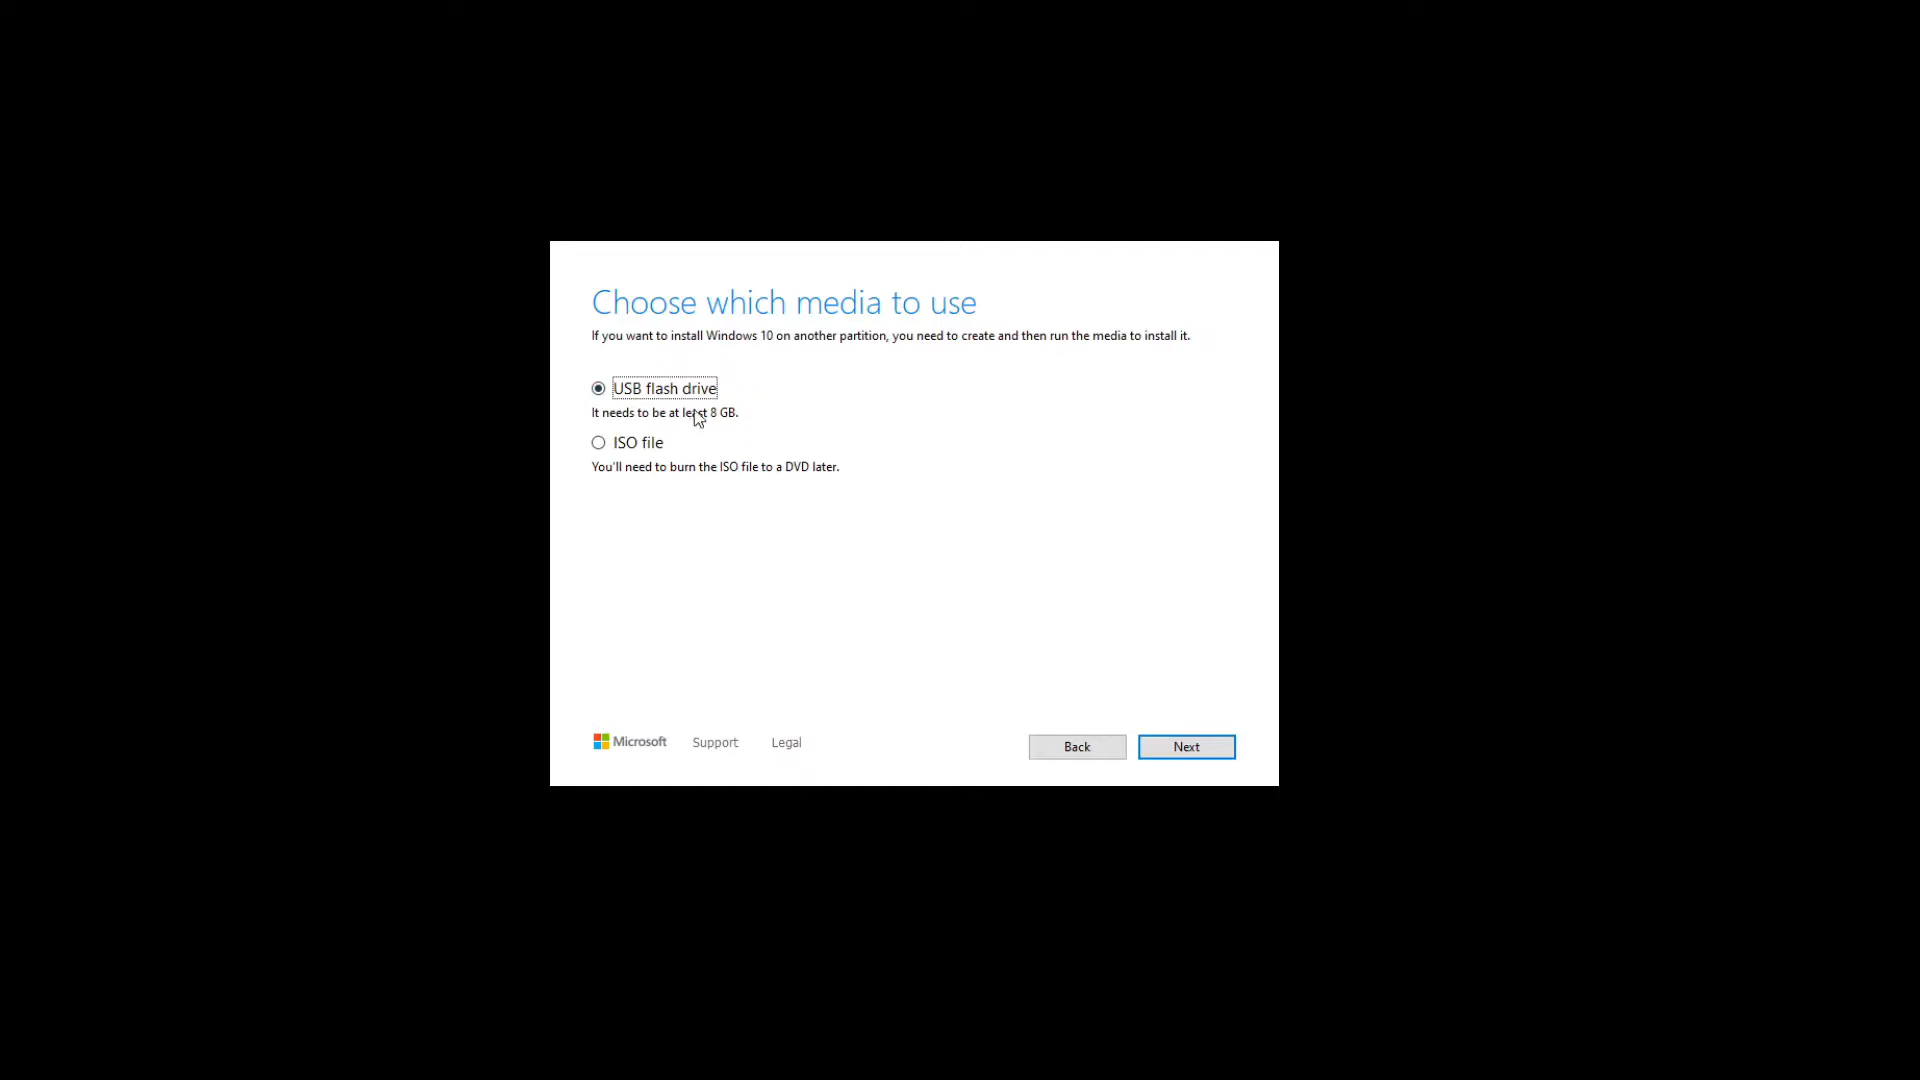 Choose which media to use
If you want to install Windows 10 on another partition, you need to create and then run the media to install it.
USB flash drive
It needs to be at least 8 GB.
ISO file
You'll need to burn the ISO file to a DVD later.
Microsoft Support Legal Back Next